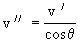 v'' = v' / cosθ